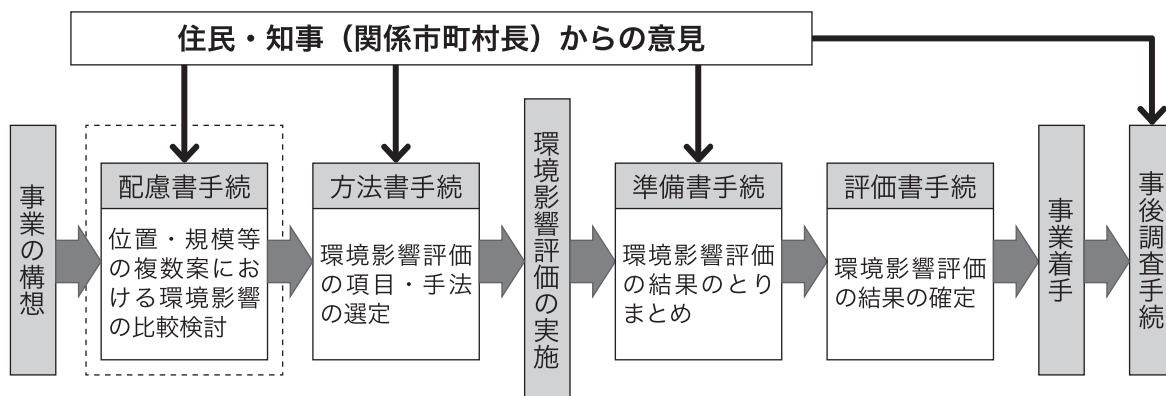 住民・知事（関係市町村長）からの意見
事業の構想
配慮書手続
位置・規模等
の複数案にお
ける環境影響
の比較検討
方法書手続
環境影響評価
の項目・手法
の選定
環境影響評価の実施
準備書手続
環境影響評価
の結果のとり
まとめ
評価書手続
環境影響評価
の結果の確定
事業着手
事後調査手続